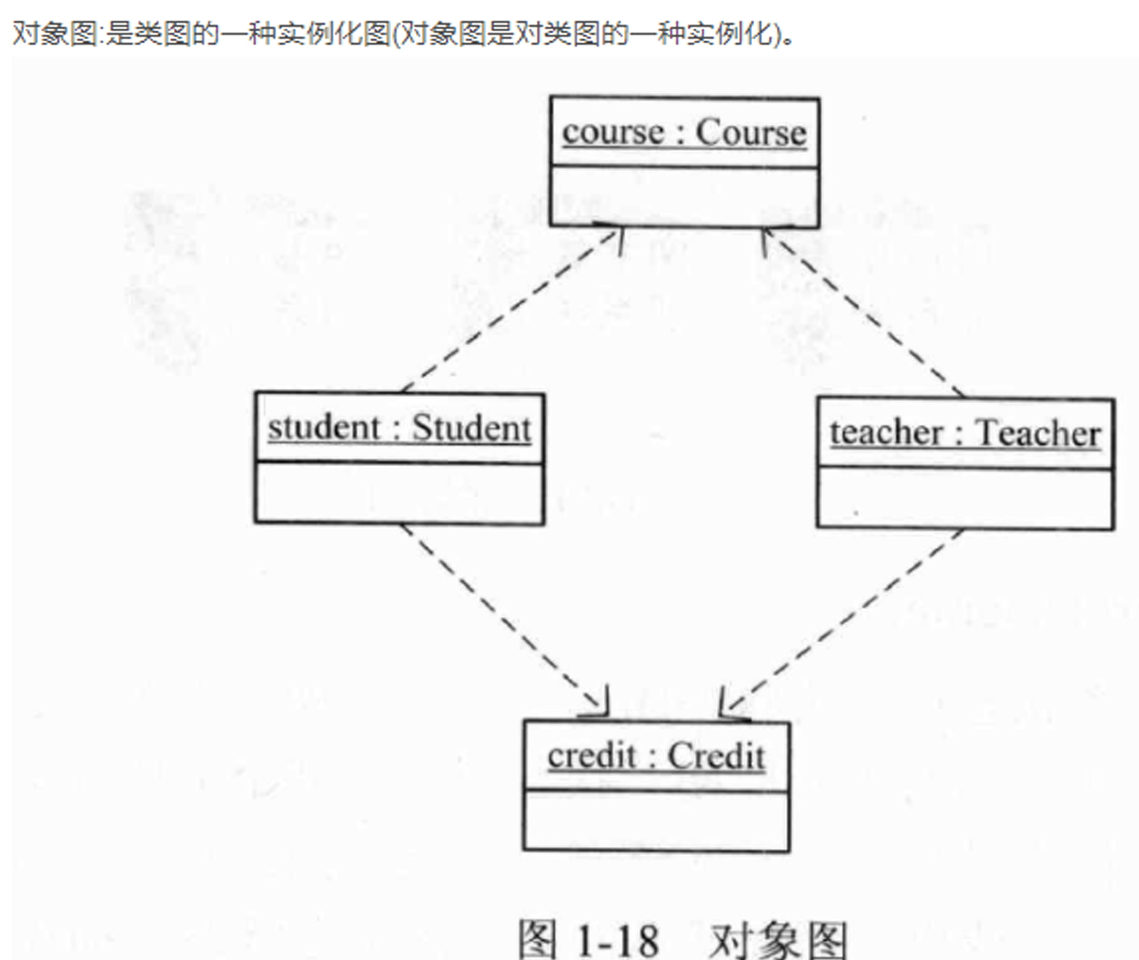 对象图:是类图的一种实例化图(对象图是对类图的一种实例化)。
course : Course
student : Student
teacher : Teacher
credit : Credit
图 1-18 对象图